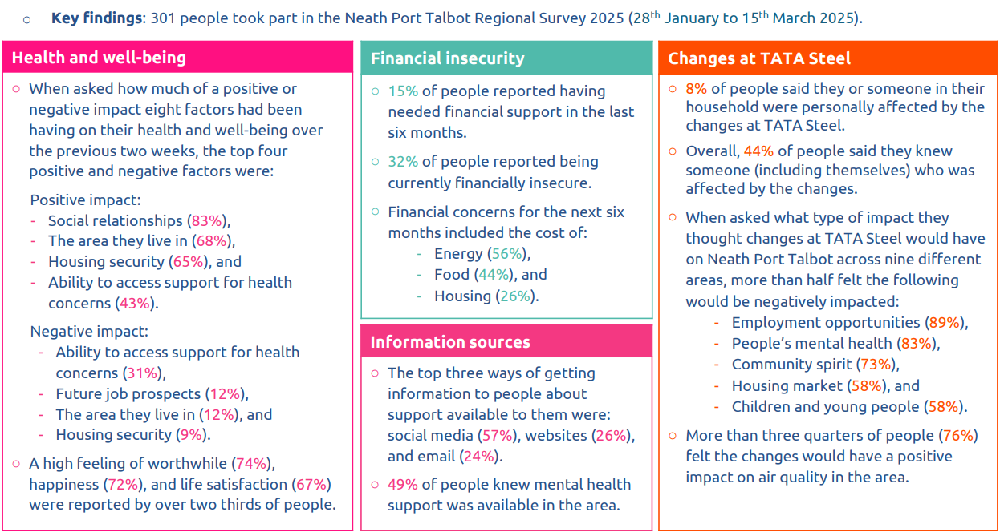 ○ Key findings: 301 people took part in the Neath Port Talbot Regional Survey 2025 (28th January to 15th March 2025).
Health and well-being
○ When asked how much of a positive or
negative impact eight factors had been
having on their health and well-being over
the previous two weeks, the top four
positive and negative factors were:
Positive impact:
- Social relationships (83%),
- The area they live in (68%),
- Housing security (65%), and
- Ability to access support for health
concerns (43%).
Negative impact:
- Ability to access support for health
concerns (31%),
- Future job prospects (12%),
- The area they live in (12%), and
- Housing security (9%).
○ A high feeling of worthwhile (74%),
happiness (72%), and life satisfaction (67%)
were reported by over two thirds of people.
Financial insecurity
○ 15% of people reported having
needed financial support in the last
six months.
○ 32% of people reported being
currently financially insecure.
○ Financial concerns for the next six
months included the cost of:
- Energy (56%),
- Food (44%), and
- Housing (26%).
Information sources
○ The top three ways of getting
information to people about
support available to them were:
social media (57%), websites (26%),
and email (24%).
○ 49% of people knew mental health
support was available in the area.
Changes at TATA Steel
○ 8% of people said they or someone in their
household were personally affected by the
changes at TATA Steel.
○ Overall, 44% of people said they knew
someone (including themselves) who was
affected by the changes.
○ When asked what type of impact they
thought changes at TATA Steel would have
on Neath Port Talbot across nine different
areas, more than half felt the following
would be negatively impacted:
- Employment opportunities (89%),
- People's mental health (83%),
- Community spirit (73%),
- Housing market (58%), and
- Children and young people (58%).
○ More than three quarters of people (76%)
felt the changes would have a positive
impact on air quality in the area.